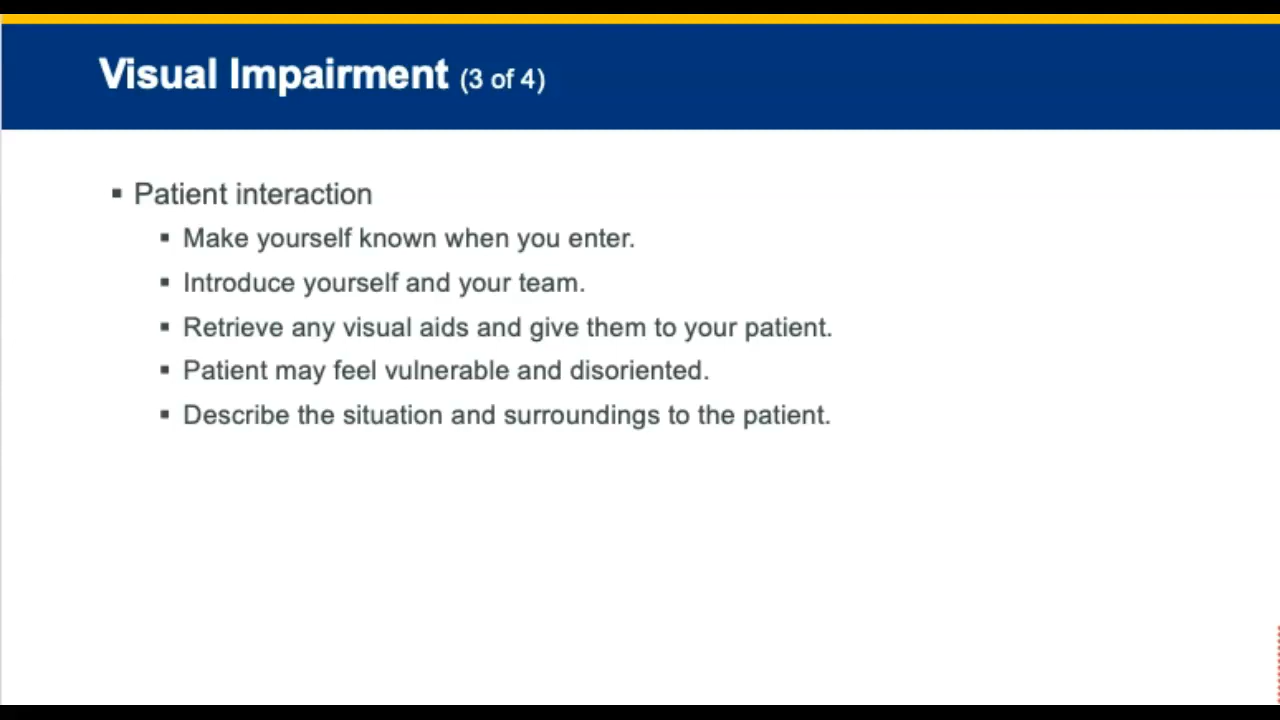 Visual Impairment (3 of 4)
▪ Patient interaction
▪ Make yourself known when you enter.
▪ Introduce yourself and your team.
▪ Retrieve any visual aids and give them to your patient.
▪ Patient may feel vulnerable and disoriented.
▪ Describe the situation and surroundings to the patient.